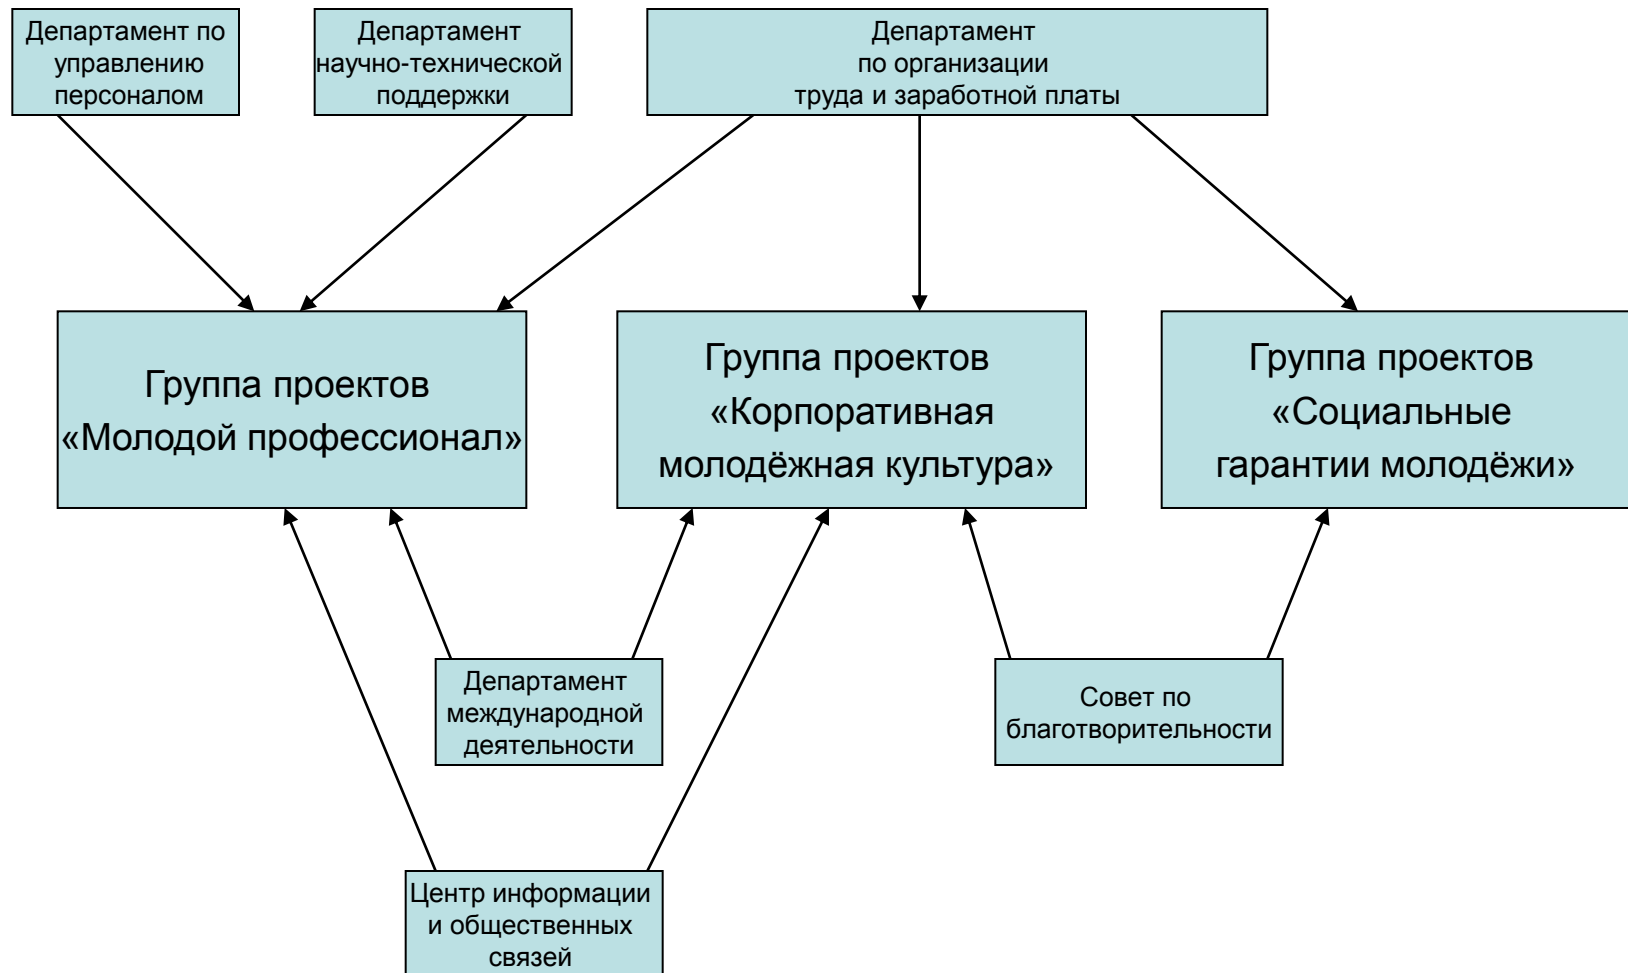 Департамент по
управлению
персоналом
Департамент
научно-технической
поддержки
Департамент
по организации
труда и заработной платы
Группа проектов
«Молодой профессионал»
Группа проектов
«Корпоративная
молодёжная культура»
Группа проектов
«Социальные
гарантии молодёжи»
Департамент
международной
деятельности
Совет по
благотворительности
Центр информации
и общественных
связей